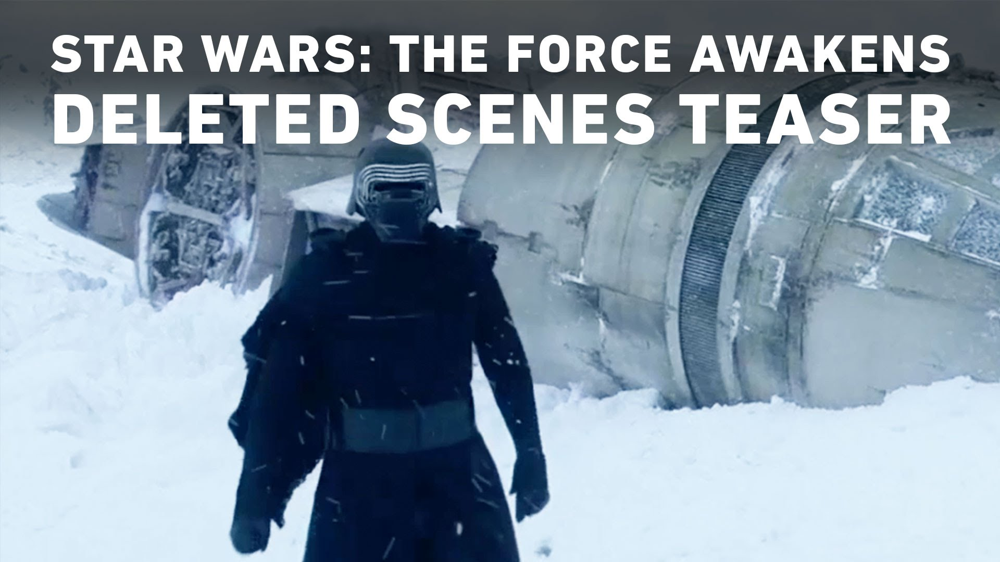 STAR WARS: THE FORCE AWAKENS
DELETED SCENES TEASER